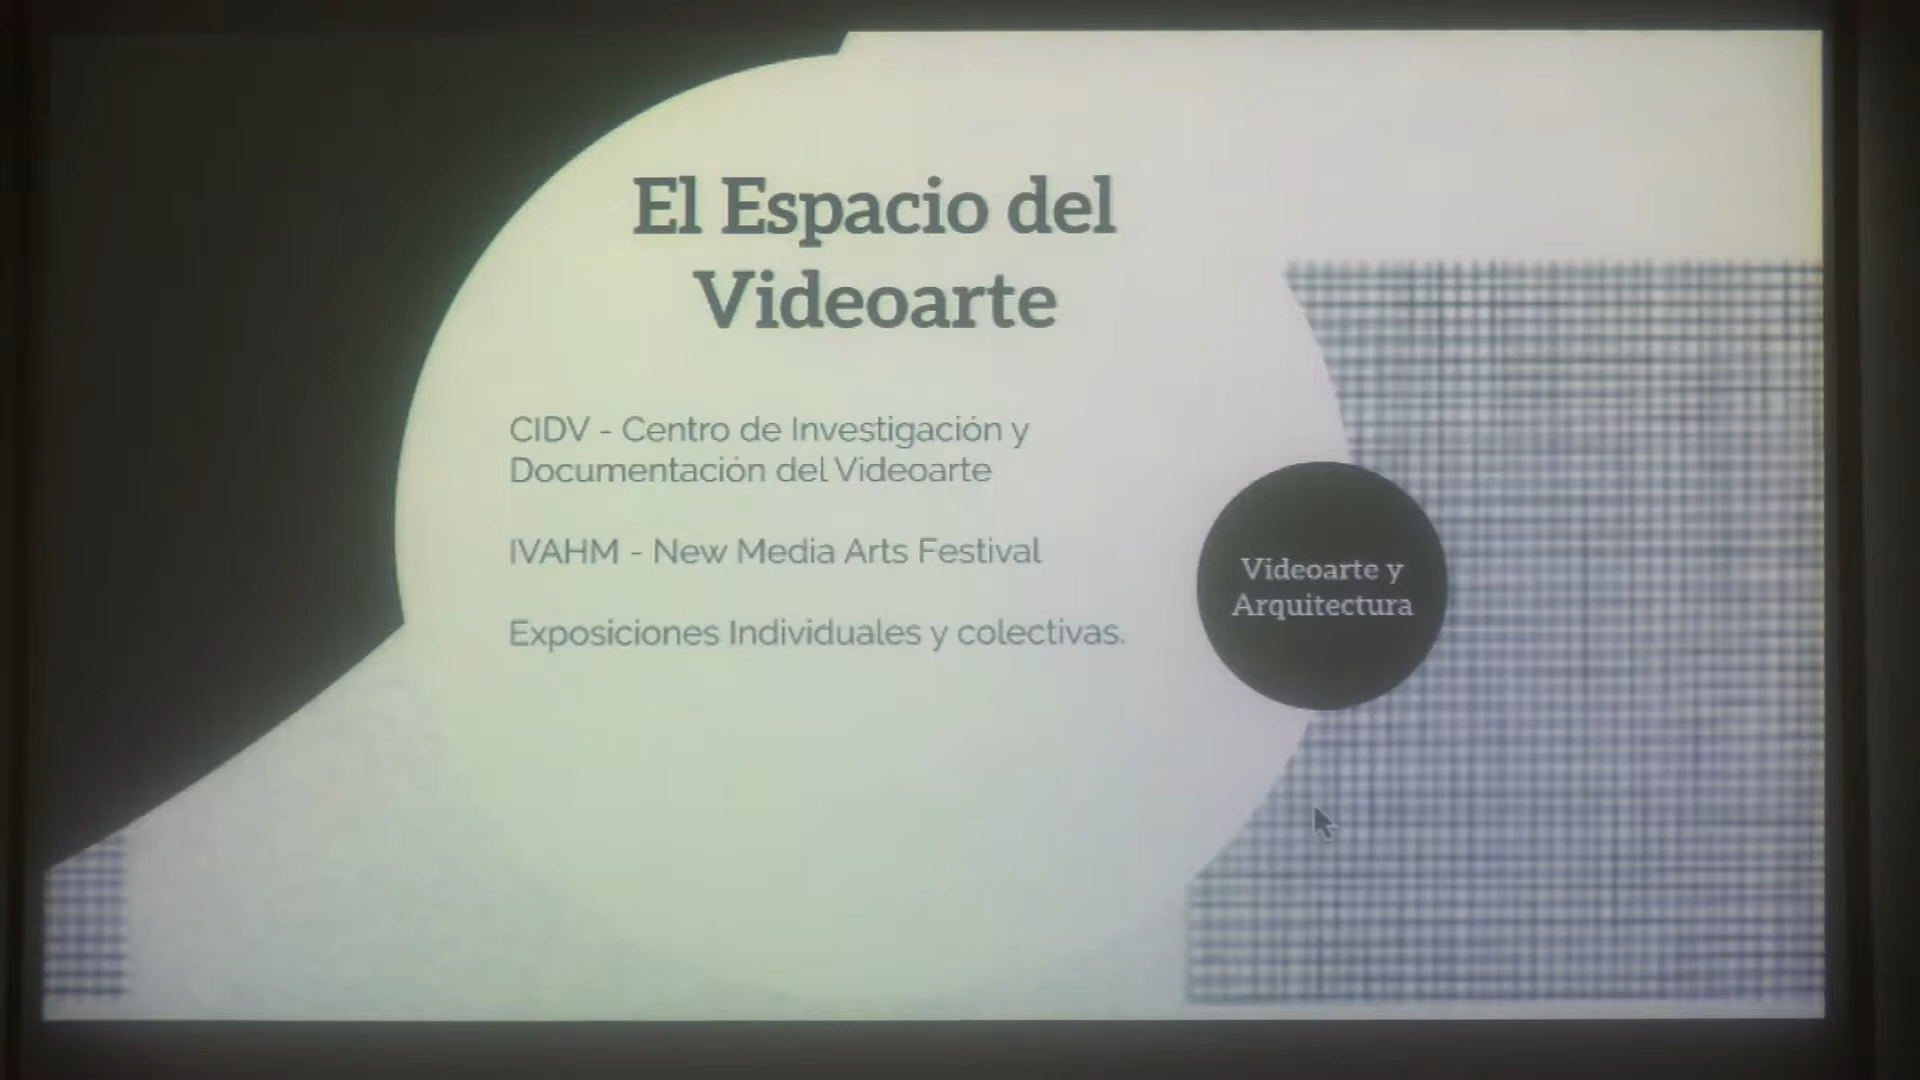 El Espacio del
Videoarte
CIDV - Centro de Investigación y
Documentación del Videoarte
IVAHM - New Media Arts Festival
Exposiciones Individuales y colectivas.
Videoarte y
Arquitectura